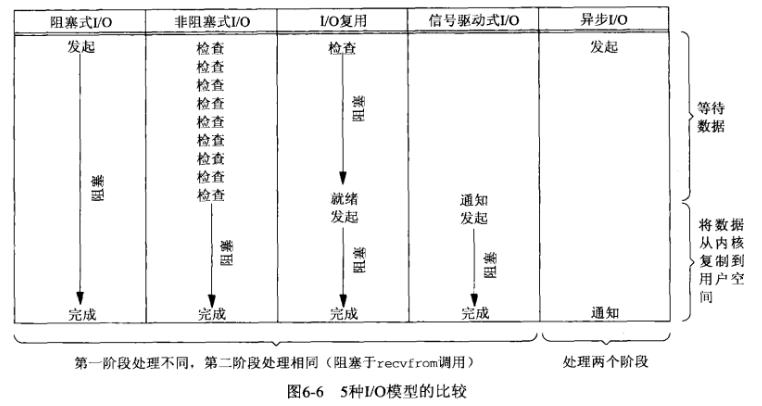 阻塞式I/O 非阻塞式I/O I/O复用 信号驱动式I/O 异步I/O
发起 检查 检查 发起
检查
检查
检查
检查
检查
检查
检查
检查 就绪 通知
发起 发起
阻塞
阻塞
阻塞
阻塞
阻塞
完成 完成 完成 完成 通知
等待
数据
将数据
从内核
复制到
用户空
间
第一阶段处理不同，第二阶段处理相同（阻塞于recvfrom调用） 处理两个阶段
图6-6 5种I/O模型的比较